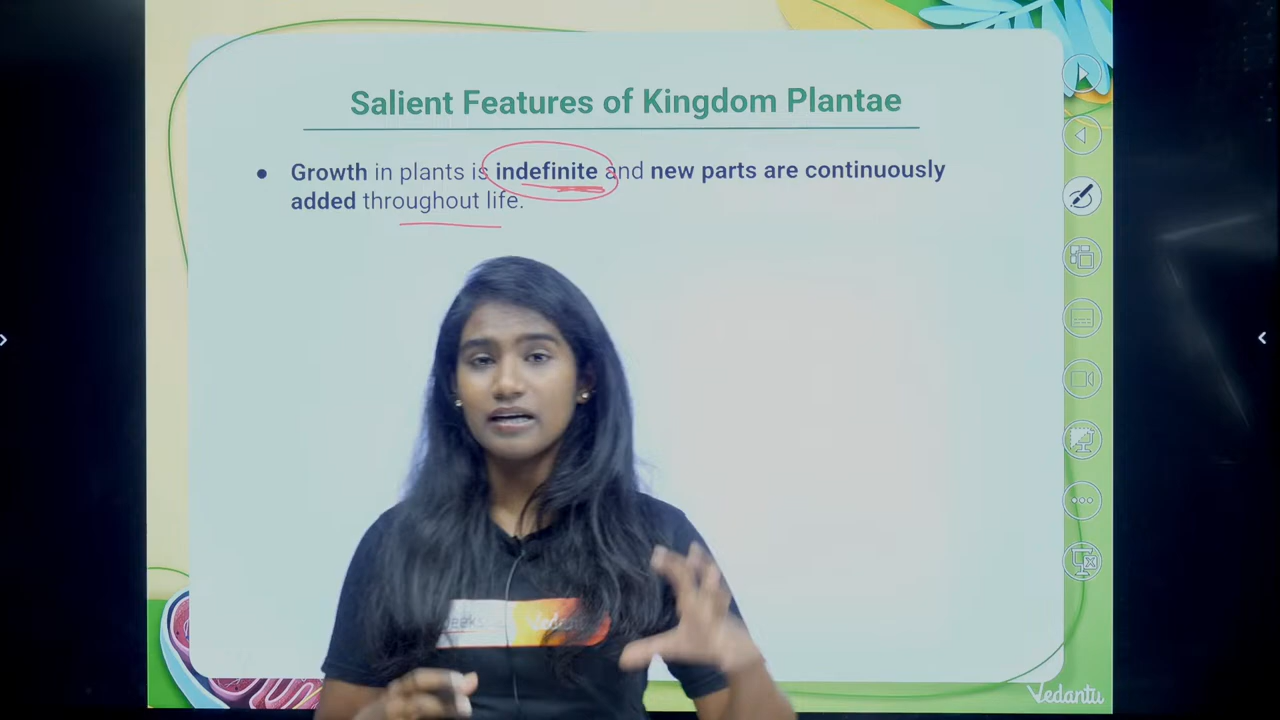 Salient Features of Kingdom Plantae
● Growth in plants is indefinite and new parts are continuously
added throughout life.
Vedantu
Vedantu